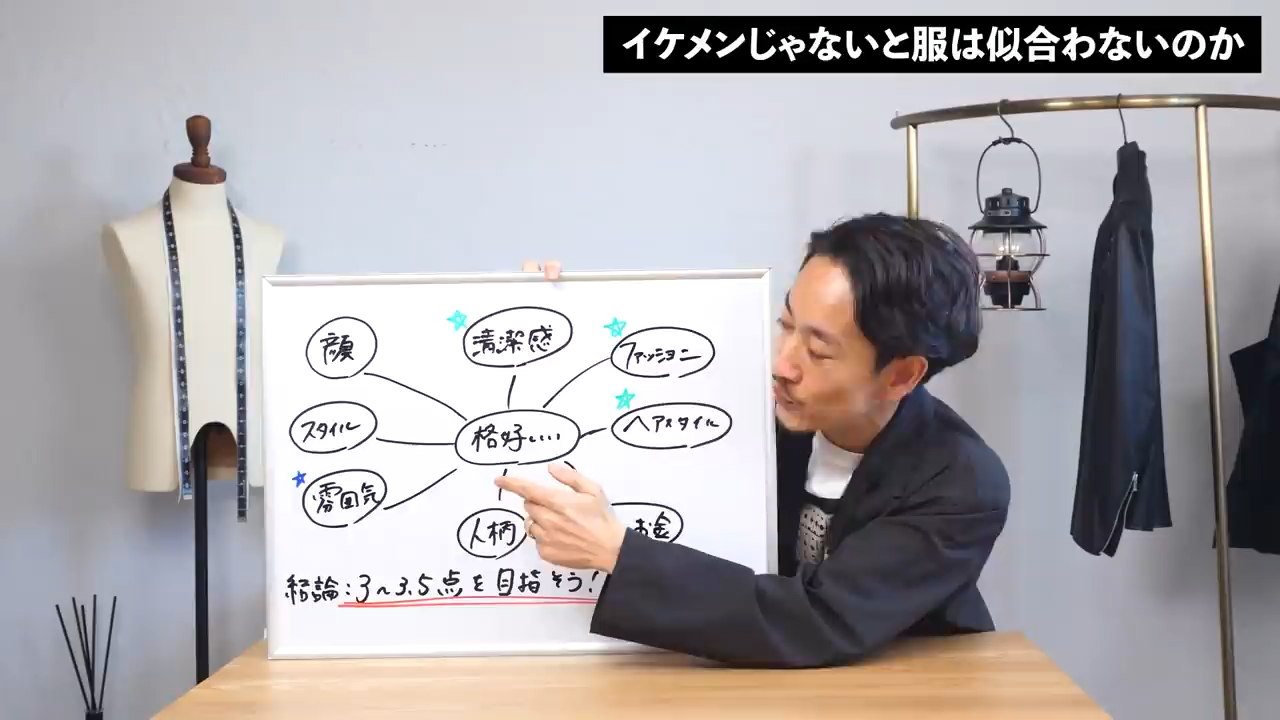 イケメンじゃないと服は似合わないのか
顔
清潔感
ファッション
スタイル
格好いい
ヘアスタイル
雰囲気
人柄
お金
結論:3〜3.5点を目指そう!